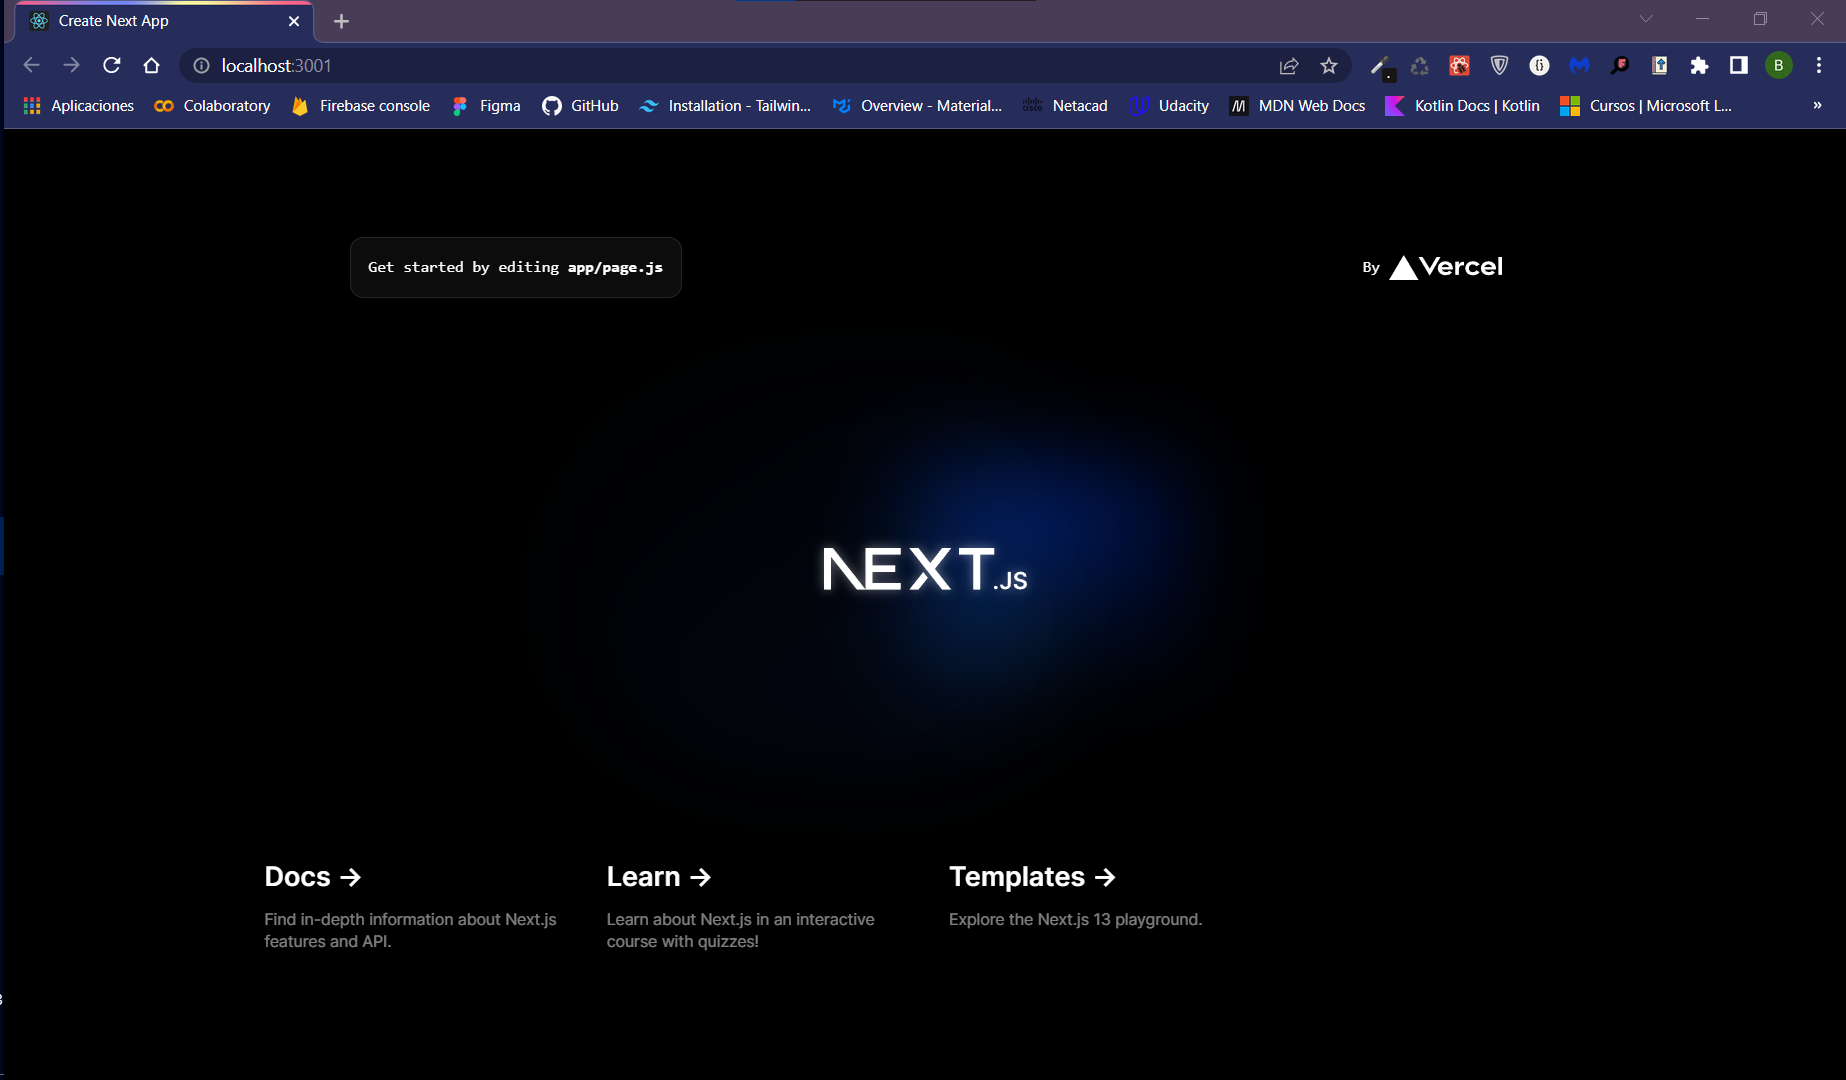 Create Next App
localhost:3001
B
Aplicaciones Colaboratory Firebase console Figma GitHub Installation - Tailwin... Overview - Material... Netacad Udacity MDN Web Docs Kotlin Docs | Kotlin Cursos | Microsoft L... »
Get started by editing app/page.js
By Vercel
NEXT.JS
Docs → Learn → Templates →
Find in-depth information about Next.js Learn about Next.js in an interactive Explore the Next.js 13 playground.
features and API. course with quizzes!